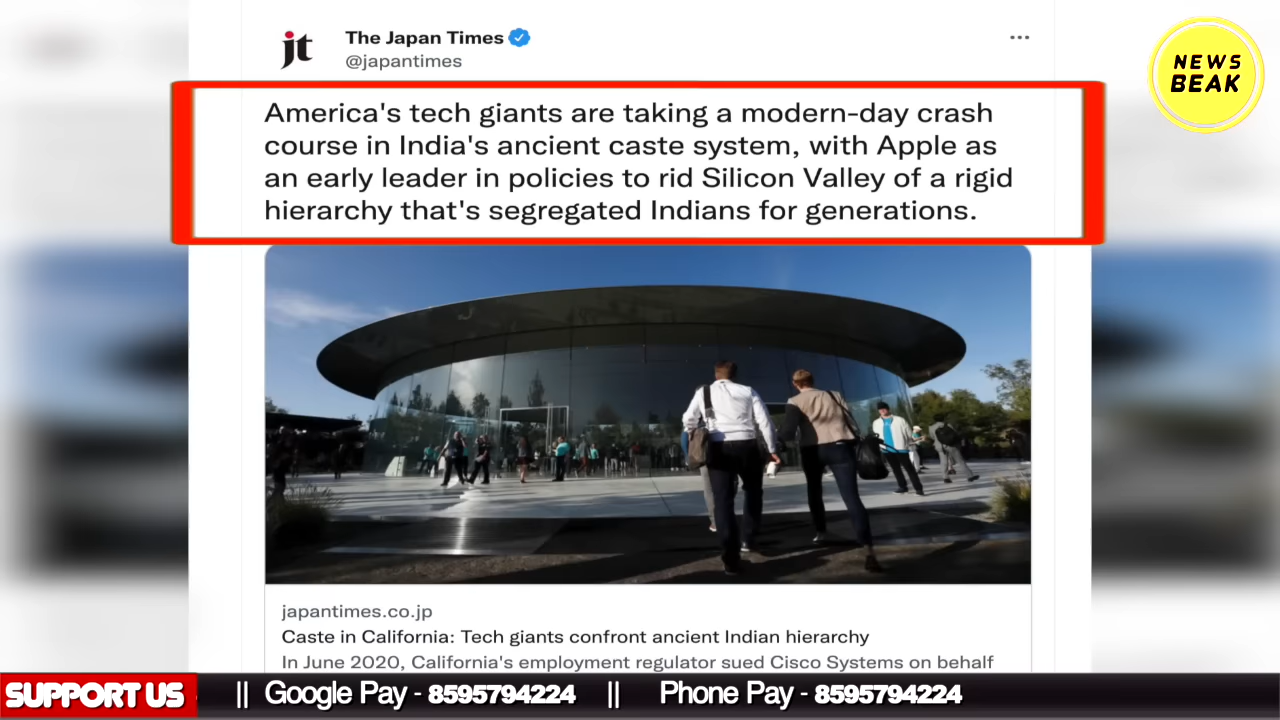 The Japan Times
@japantimes
NEWS
BEAK
America's tech giants are taking a modern-day crash
course in India's ancient caste system, with Apple as
an early leader in policies to rid Silicon Valley of a rigid
hierarchy that's segregated Indians for generations.
japantimes.co.jp
Caste in California: Tech giants confront ancient Indian hierarchy
In June 2020, California's employment regulator sued Cisco Systems on behalf
SUPPORT US || Google Pay - 8595794224 || Phone Pay - 8595794224